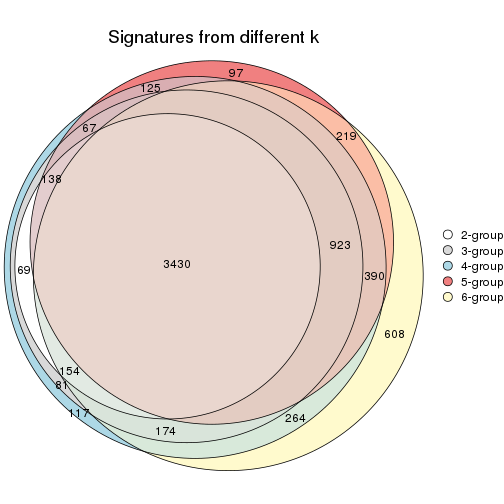 Signatures from different k
97
125
67
219
138
923
3430
69
390
608
154
81
117
264
174
2-group
3-group
4-group
5-group
6-group